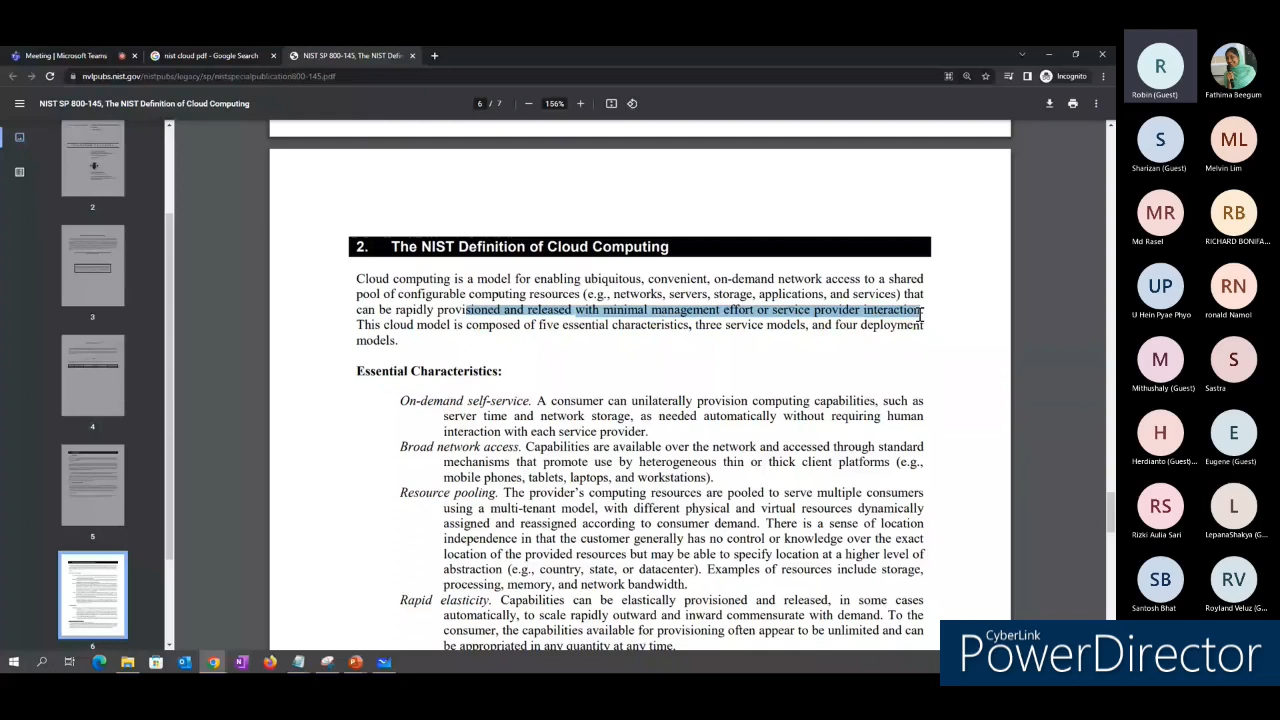 Meeting | Microsoft Teams
nist cloud pdf - Google Search
NIST SP 800-145, The NIST Defin
nvlpubs.nist.gov/nistpubs/legacy/sp/nistspecialpublication800-145.pdf
Incognito
NIST SP 800-145, The NIST Definition of Cloud Computing
6 / 7
156%
2
3
4
5
6
2. The NIST Definition of Cloud Computing
Cloud computing is a model for enabling ubiquitous, convenient, on-demand network access to a shared
pool of configurable computing resources (e.g., networks, servers, storage, applications, and services) that
can be rapidly provisioned and released with minimal management effort or service provider interaction.
This cloud model is composed of five essential characteristics, three service models, and four deployment
models.
Essential Characteristics:
On-demand self-service. A consumer can unilaterally provision computing capabilities, such as
server time and network storage, as needed automatically without requiring human
interaction with each service provider.
Broad network access. Capabilities are available over the network and accessed through standard
mechanisms that promote use by heterogeneous thin or thick client platforms (e.g.,
mobile phones, tablets, laptops, and workstations).
Resource pooling. The provider's computing resources are pooled to serve multiple consumers
using a multi-tenant model, with different physical and virtual resources dynamically
assigned and reassigned according to consumer demand. There is a sense of location
independence in that the customer generally has no control or knowledge over the exact
location of the provided resources but may be able to specify location at a higher level of
abstraction (e.g., country, state, or datacenter). Examples of resources include storage,
processing, memory, and network bandwidth.
Rapid elasticity. Capabilities can be elastically provisioned and released, in some cases
automatically, to scale rapidly outward and inward commensurate with demand. To the
consumer, the capabilities available for provisioning often appear to be unlimited and can
be appropriated in any quantity at any time.
R
Robin (Guest)
Fathima Beegum
S
Sharizan (Guest)
ML
Melvin Lim
MR
Md Rasel
RB
RICHARD BONIFA...
UP
U Hein Pyae Phyo
RN
ronald Namoi
M
Mithushaly (Guest)
S
Sastra
H
Herdianto (Guest)...
E
Eugene (Guest)
RS
Rizki Aulia Sari
L
LepanaShakya (Guest)
SB
Santosh Bhat
RV
Royland Veluz (Guest)
CyberLink
PowerDirector